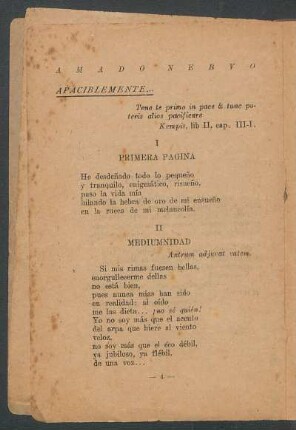 AMADO NERVO
APACIBLEMENTE...
Tene te primo in pace & tunc po-
teris alios pacificare
Kempis, lib II, cap. III-I.
I
PRIMERA PAGINA
He desdeñado todo lo pequeño
y tranquilo, enigmático, risueño,
paso la vida mía
hilando la hebra de oro de mi ensueño
en la rueca de mi melancolía.
II
MEDIUMNIDAD
Antrum adjuvat vatem.
Si mis rimas fuesen bellas,
enorgullecerme dellas
no está bien,
pues nunca mías han sido
en realidad: al oído
me las dicta... ¡no sé quién!
Yo no soy más que el acento
del arpa que hiere el viento
veloz,
no soy más que el eco débil,
ya jubiloso, ya flébil,
de una voz...
— 4 —